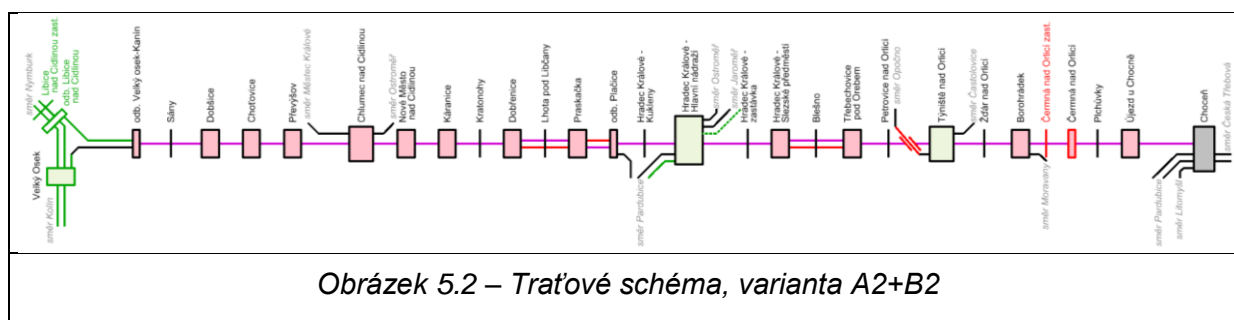 směr Nymburk
Libice
nad Cidlinou zast.
odb. Libice
nad Cidlinou
Velký Osek
směr Kolín
odb. Velký osek-Kanín
Sány
Dobšice
Choťovice
Převýšov
směr Městec Králové
Chlumec nad Cidlinou
směr Ostroměř
Nové Město
nad Cidlinou
Káranice
Kratonohy
Dobřenice
Lhota pod Libčany
Praskačka
odb. Plačice
Hradec Králové -
Kukleny
směr Pardubice
Hradec Králové -
Hlavní nádraží
směr Ostroměř
směr Jaroměř
Hradec Králové -
zastávka
Hradec Králové -
Slezské předměstí
Blešno
Třebechovice
pod Orebem
Petrovice nad Orlicí
směr Opočno
Týniště nad Orlicí
směr Častolovice
Žďár nad Orlicí
Borohrádek
směr Moravany
Čermná nad Orlicí zast.
Čermná nad Orlicí
Plchůvky
Újezd u Chocně
Choceň
směr Pardubice
směr Litomyšl
směr Česká Třebová
Obrázek 5.2 – Traťové schéma, varianta A2+B2